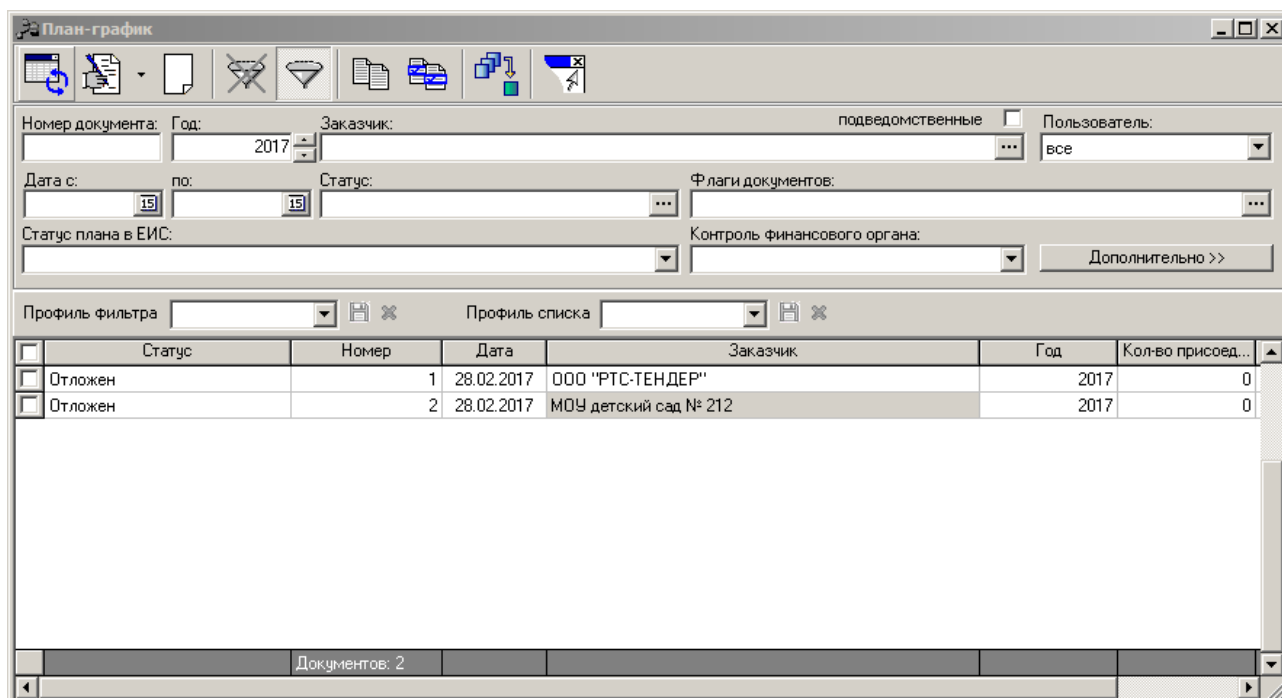 План-график
Номер документа: Год: Заказчик: подведомственные Пользователь:
2017 все
Дата с: по: Статус: Флаги документов:
15 15
Статус плана в ЕИС: Контроль финансового органа:
Дополнительно >>
Профиль фильтра Профиль списка
Статус Номер Дата Заказчик Год Кол-во присоед...
Отложен 1 28.02.2017 ООО "РТС-ТЕНДЕР" 2017 0
Отложен 2 28.02.2017 МОУ детский сад № 212 2017 0
Документов: 2